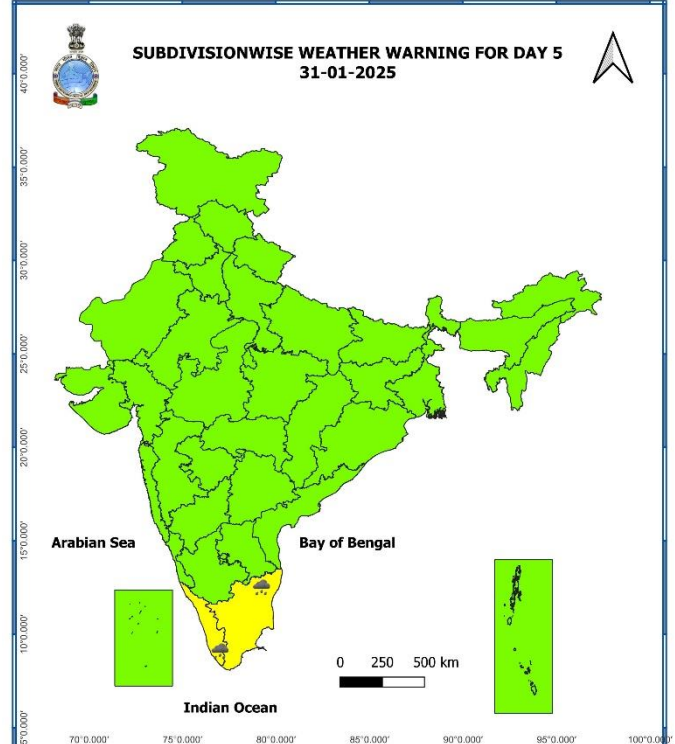 SUBDIVISIONWISE WEATHER WARNING FOR DAY 5
31-01-2025
40°0.000'
35°0.000'
30°0.000'
25°0.000'
20°0.000'
15°0.000'
10°0.000'
5°0.000'
Arabian Sea
Bay of Bengal
0 250 500 km
Indian Ocean
70°0.000' 75°0.000' 80°0.000' 85°0.000' 90°0.000' 95°0.000' 100°0.000'